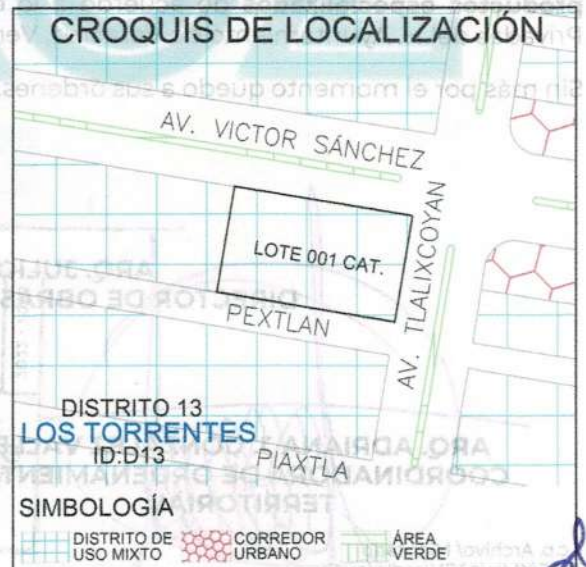 CROQUIS DE LOCALIZACIÓN
AV. VICTOR SÁNCHEZ
LOTE 001 CAT.
AV. TLALIXCOYAN
PEXTLAN
DISTRITO 13
LOS TORRENTES
ID:D13
PIAXTLA
SIMBOLOGÍA
DISTRITO DE USO MIXTO
CORREDOR URBANO
ÁREA VERDE